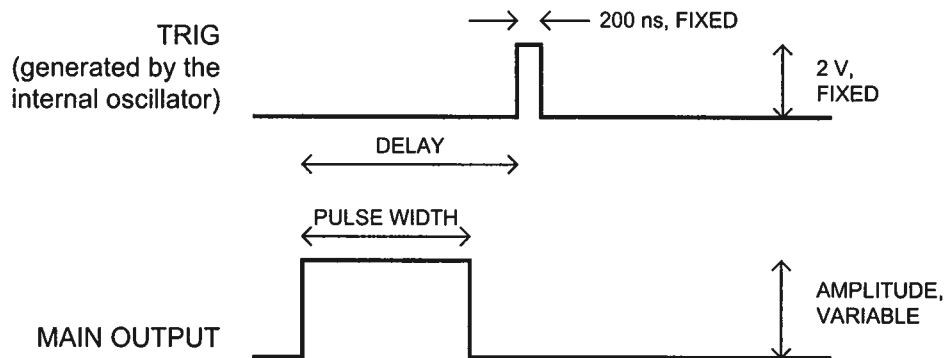 200 ns, FIXED
TRIG
(generated by the
internal oscillator)
2 V,
FIXED
DELAY
PULSE WIDTH
AMPLITUDE,
VARIABLE
MAIN OUTPUT